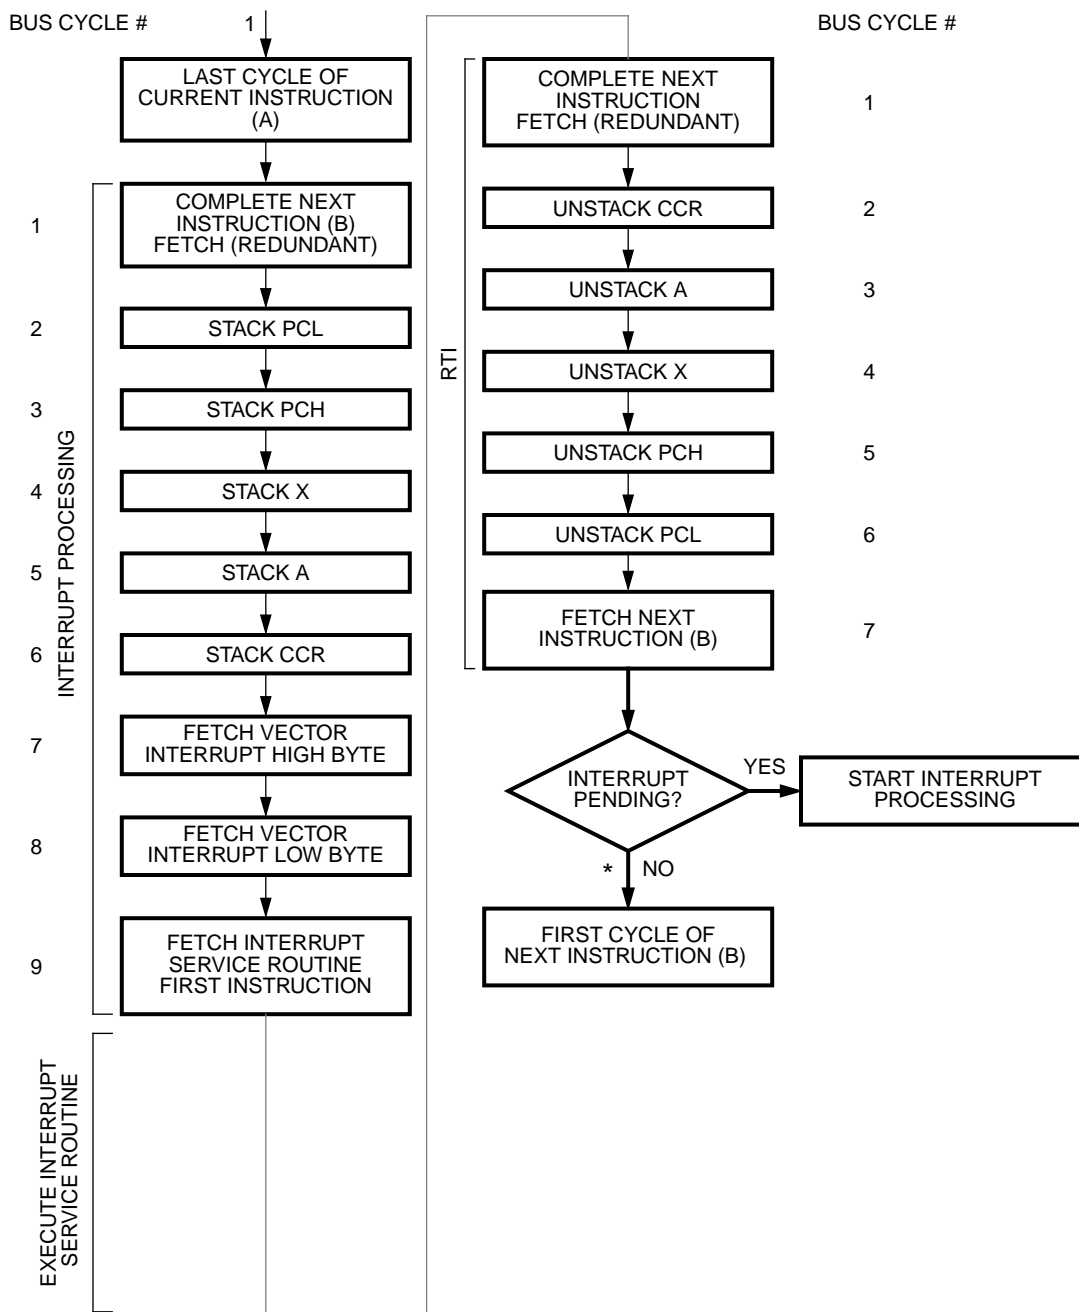 BUS CYCLE #
1
LAST CYCLE OF
CURRENT INSTRUCTION
(A)
INTERRUPT PROCESSING
1
COMPLETE NEXT
INSTRUCTION (B)
FETCH (REDUNDANT)
2
STACK PCL
3
STACK PCH
4
STACK X
5
STACK A
6
STACK CCR
7
FETCH VECTOR
INTERRUPT HIGH BYTE
8
FETCH VECTOR
INTERRUPT LOW BYTE
9
FETCH INTERRUPT
SERVICE ROUTINE
FIRST INSTRUCTION
EXECUTE INTERRUPT
SERVICE ROUTINE
BUS CYCLE #
RTI
COMPLETE NEXT
INSTRUCTION
FETCH (REDUNDANT)
1
UNSTACK CCR
2
UNSTACK A
3
UNSTACK X
4
UNSTACK PCH
5
UNSTACK PCL
6
FETCH NEXT
INSTRUCTION (B)
7
INTERRUPT
PENDING?
YES
START INTERRUPT
PROCESSING
* NO
FIRST CYCLE OF
NEXT INSTRUCTION (B)